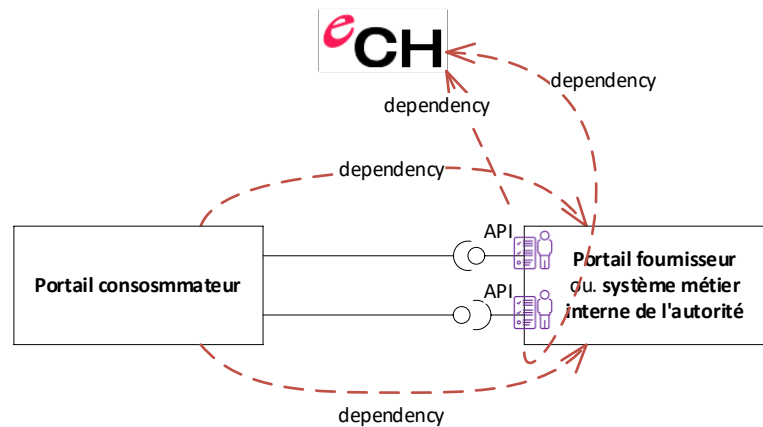 eCH
dependency
dependency
dependency
API
Portail consosmmateur
Portail fournisseur
ou. système métier
interne de l'autorité
API
dependency